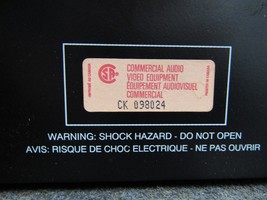 COMMERCIAL AUDIO
VIDEO EQUIPMENT
ÉQUIPEMENT AUDIOVISUEL
COMMERCIAL
CK 098024
WARNING: SHOCK HAZARD - DO NOT OPEN
AVIS: RISQUE DE CHOC ELECTRIQUE - NE PAS OUVRIR